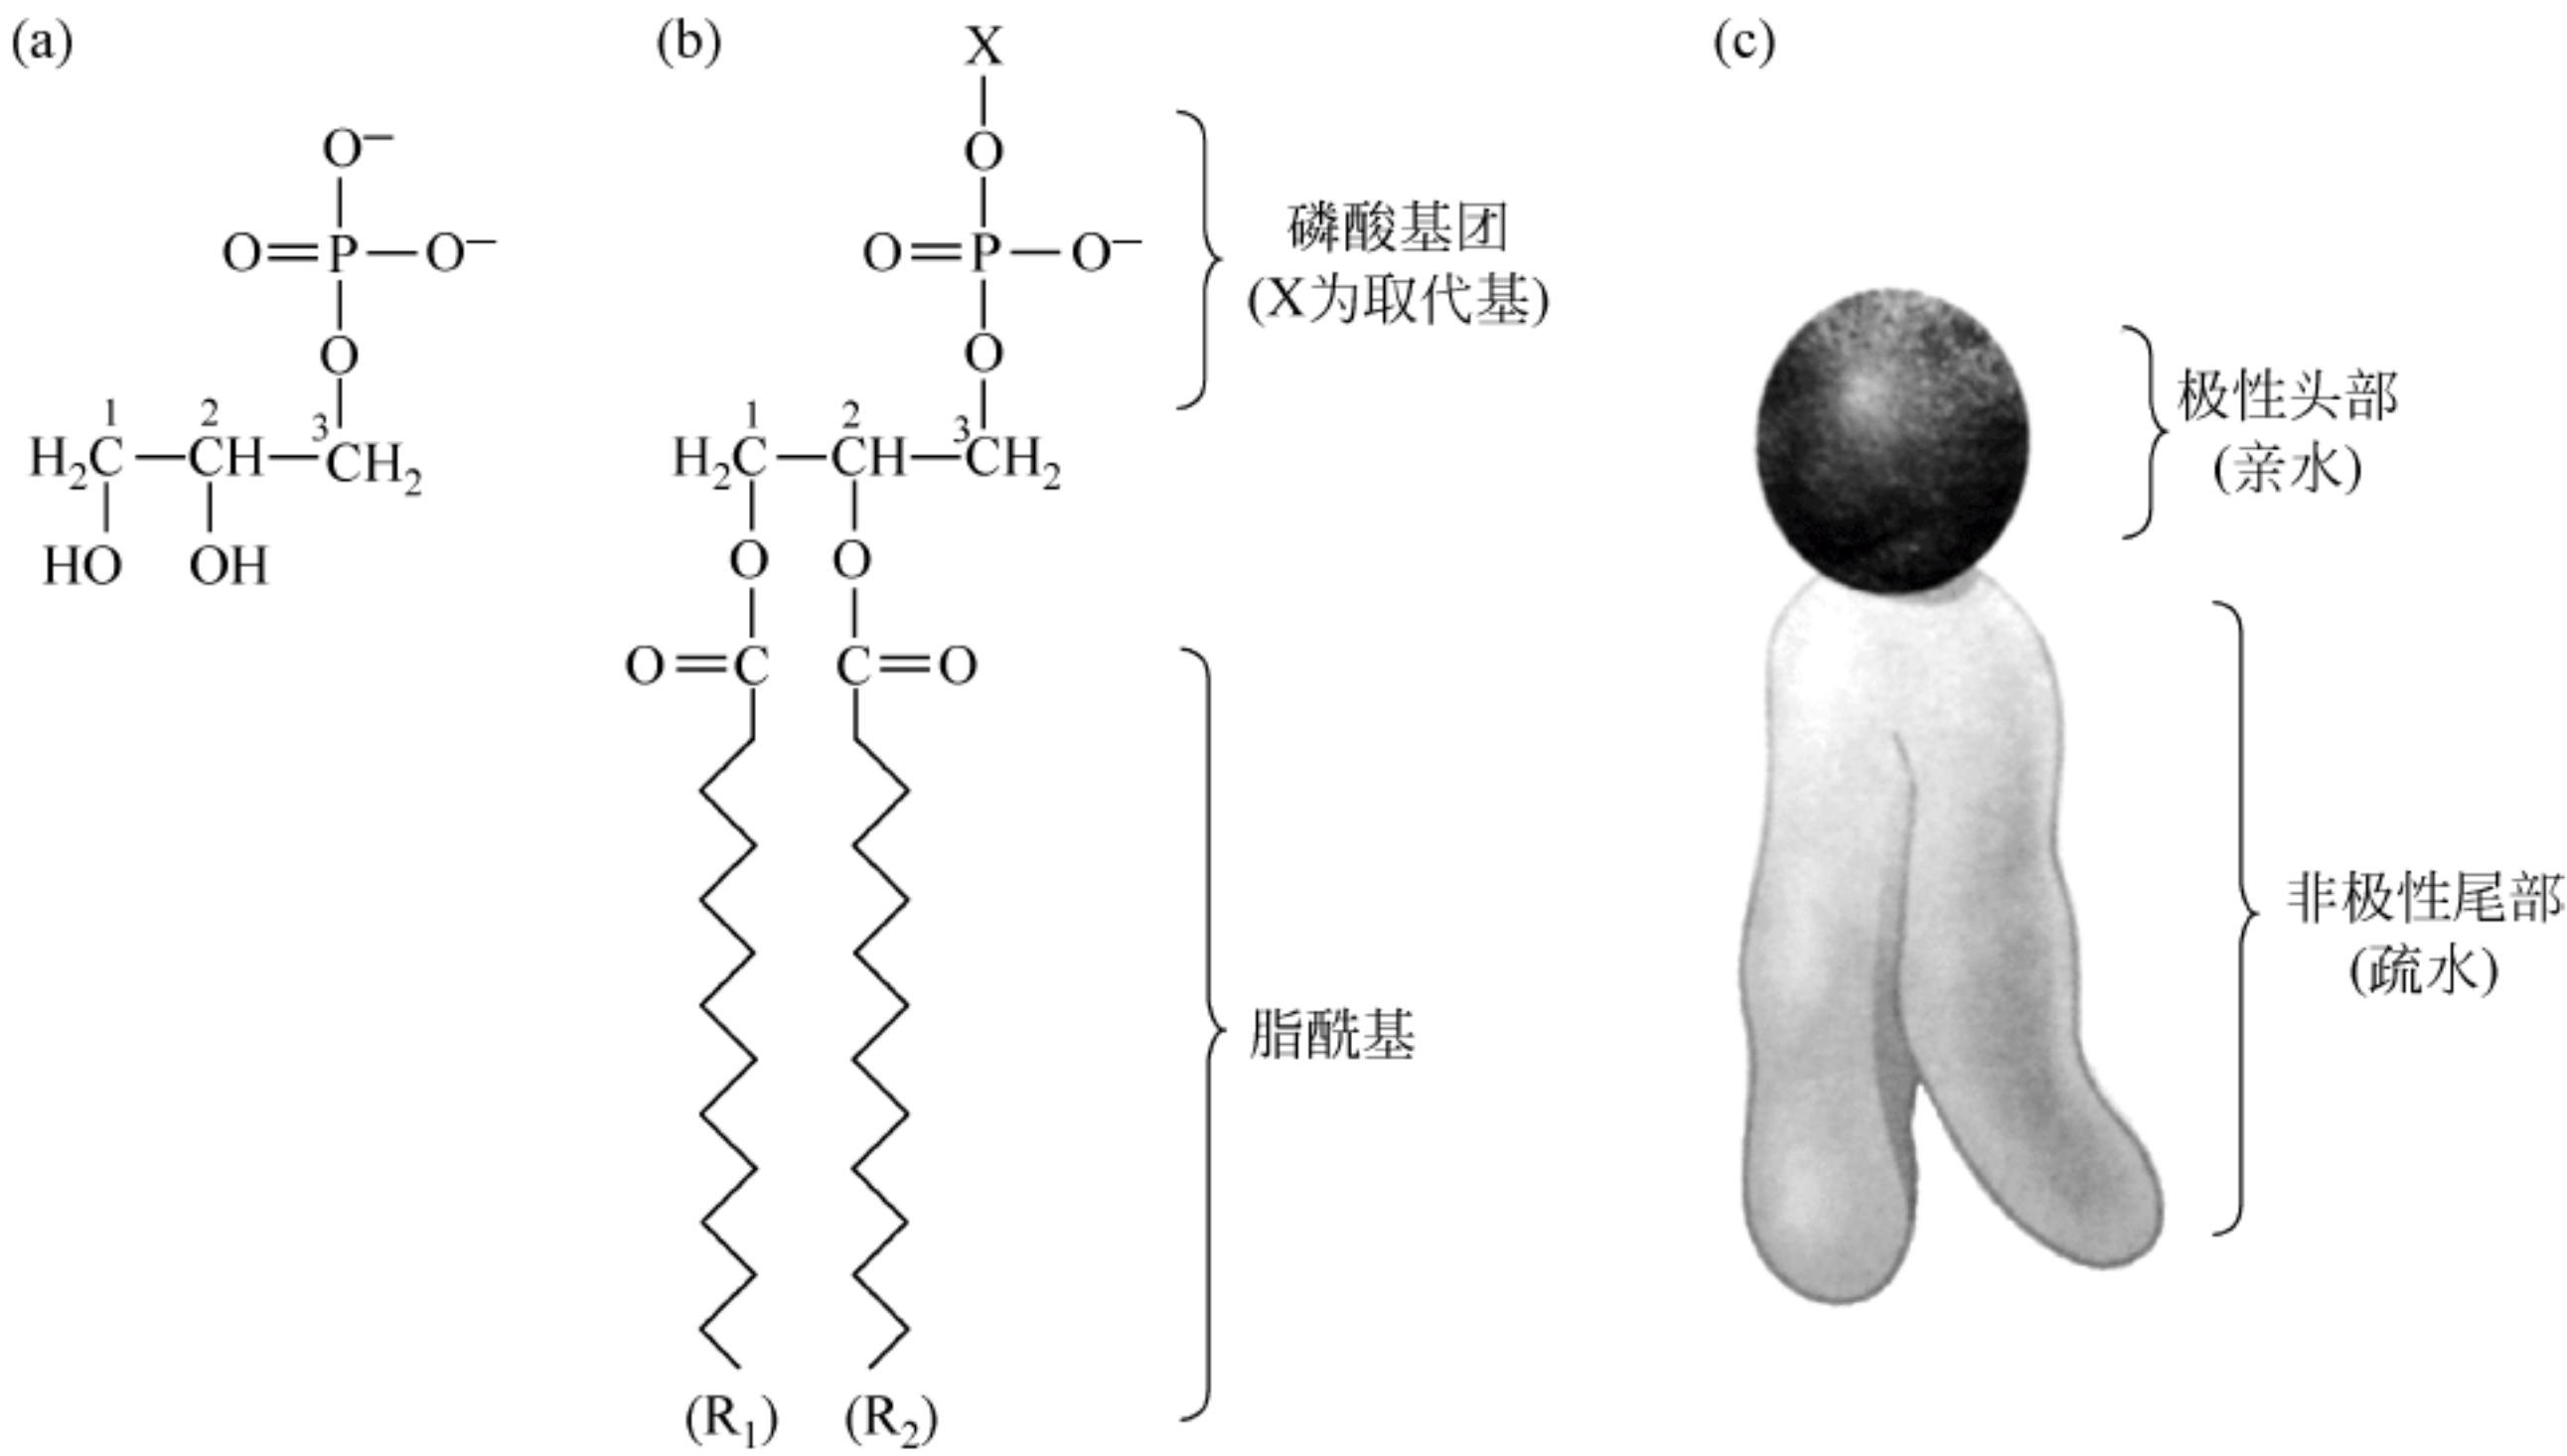 (a)
O⁻
O=P—O⁻
O
1 2 3
H₂C—CH—CH₂
HO OH
(b)
X
O
O=P—O⁻
O
1 2 3
H₂C—CH—CH₂
O O
O=C C=O
(R₁) (R₂)
磷酸基团
(X为取代基)
脂酰基
(c)
极性头部
(亲水)
非极性尾部
(疏水)